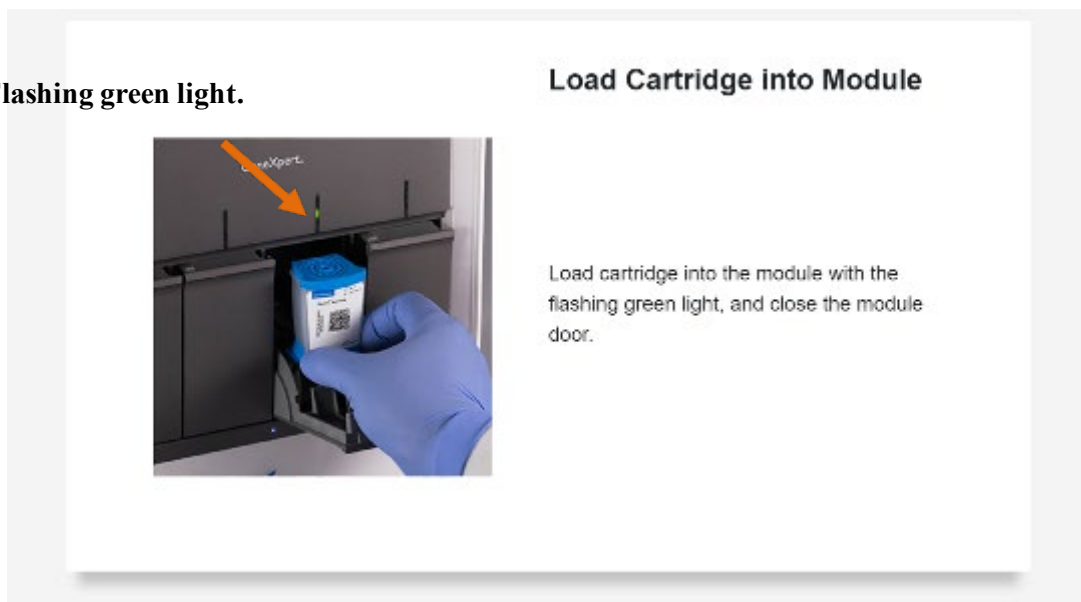 Load Cartridge into Module
lashing green light.
Load cartridge into the module with the
flashing green light, and close the module
door.